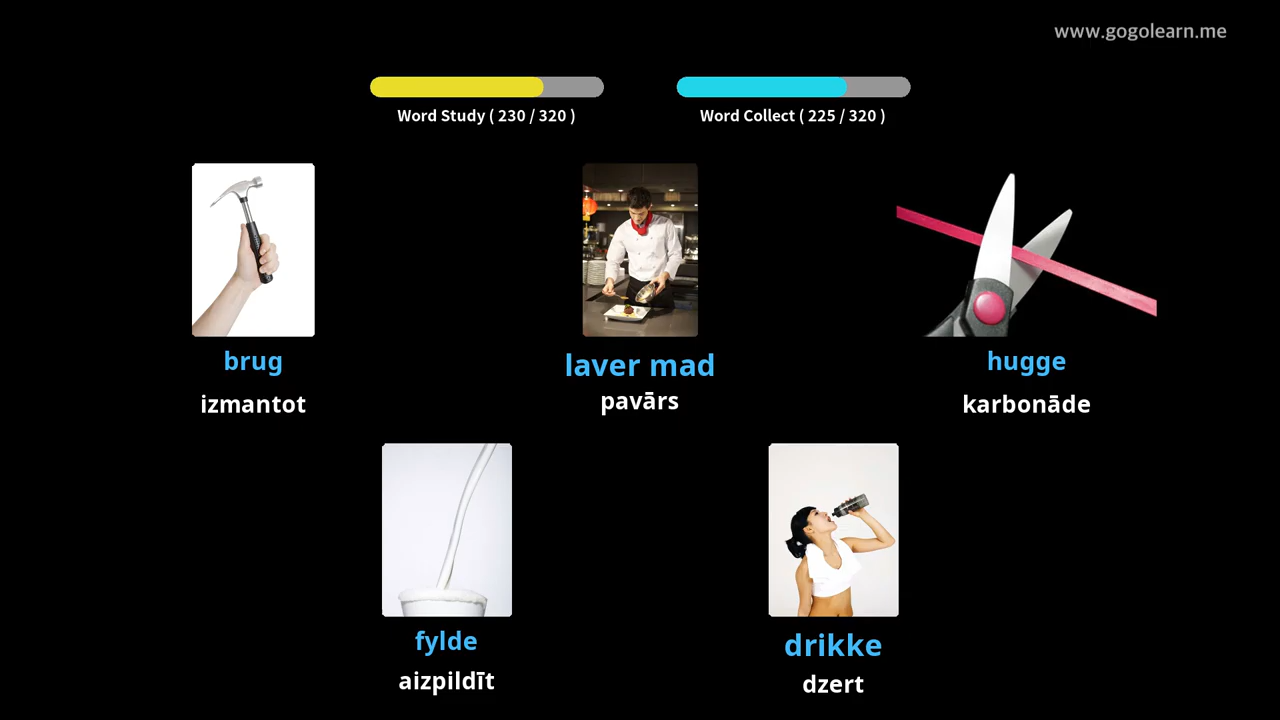 www.gogolearn.me
Word Study ( 230 / 320 )
Word Collect ( 225 / 320 )
brug
laver mad
hugge
izmantot
pavārs
karbonāde
fylde
drikke
aizpildīt
dzert